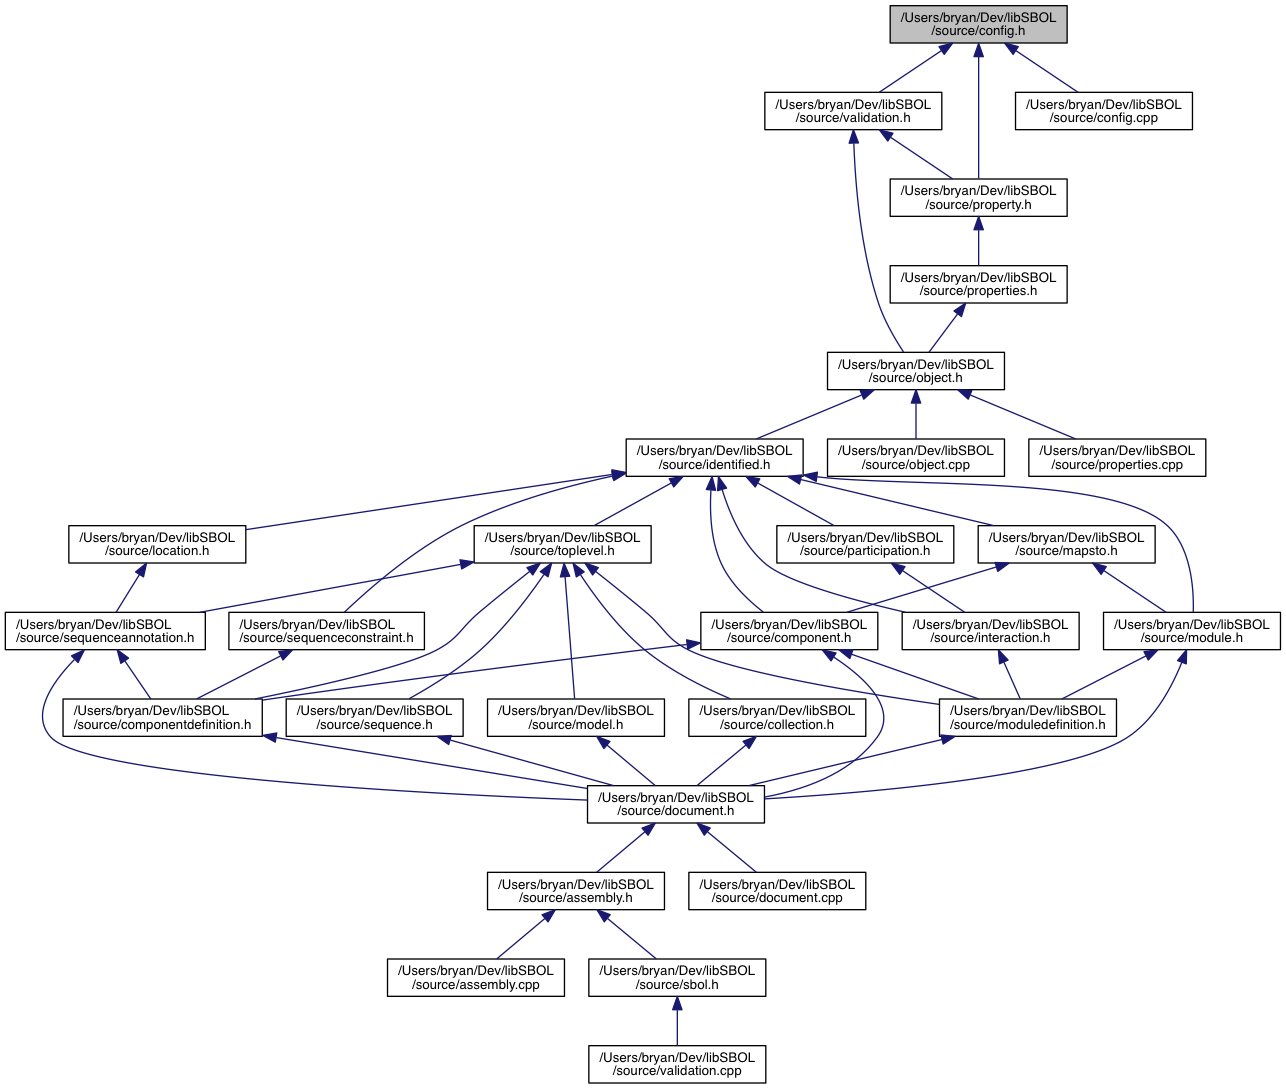 /Users/bryan/Dev/libSBOL
/source/config.h
/Users/bryan/Dev/libSBOL
/source/validation.h
/Users/bryan/Dev/libSBOL
/source/config.cpp
/Users/bryan/Dev/libSBOL
/source/property.h
/Users/bryan/Dev/libSBOL
/source/properties.h
/Users/bryan/Dev/libSBOL
/source/object.h
/Users/bryan/Dev/libSBOL
/source/identified.h
/Users/bryan/Dev/libSBOL
/source/object.cpp
/Users/bryan/Dev/libSBOL
/source/properties.cpp
/Users/bryan/Dev/libSBOL
/source/location.h
/Users/bryan/Dev/libSBOL
/source/toplevel.h
/Users/bryan/Dev/libSBOL
/source/participation.h
/Users/bryan/Dev/libSBOL
/source/mapsto.h
/Users/bryan/Dev/libSBOL
/source/sequenceannotation.h
/Users/bryan/Dev/libSBOL
/source/sequenceconstraint.h
/Users/bryan/Dev/libSBOL
/source/component.h
/Users/bryan/Dev/libSBOL
/source/interaction.h
/Users/bryan/Dev/libSBOL
/source/module.h
/Users/bryan/Dev/libSBOL
/source/componentdefinition.h
/Users/bryan/Dev/libSBOL
/source/sequence.h
/Users/bryan/Dev/libSBOL
/source/model.h
/Users/bryan/Dev/libSBOL
/source/collection.h
/Users/bryan/Dev/libSBOL
/source/moduledefinition.h
/Users/bryan/Dev/libSBOL
/source/document.h
/Users/bryan/Dev/libSBOL
/source/assembly.h
/Users/bryan/Dev/libSBOL
/source/document.cpp
/Users/bryan/Dev/libSBOL
/source/assembly.cpp
/Users/bryan/Dev/libSBOL
/source/sbol.h
/Users/bryan/Dev/libSBOL
/source/validation.cpp